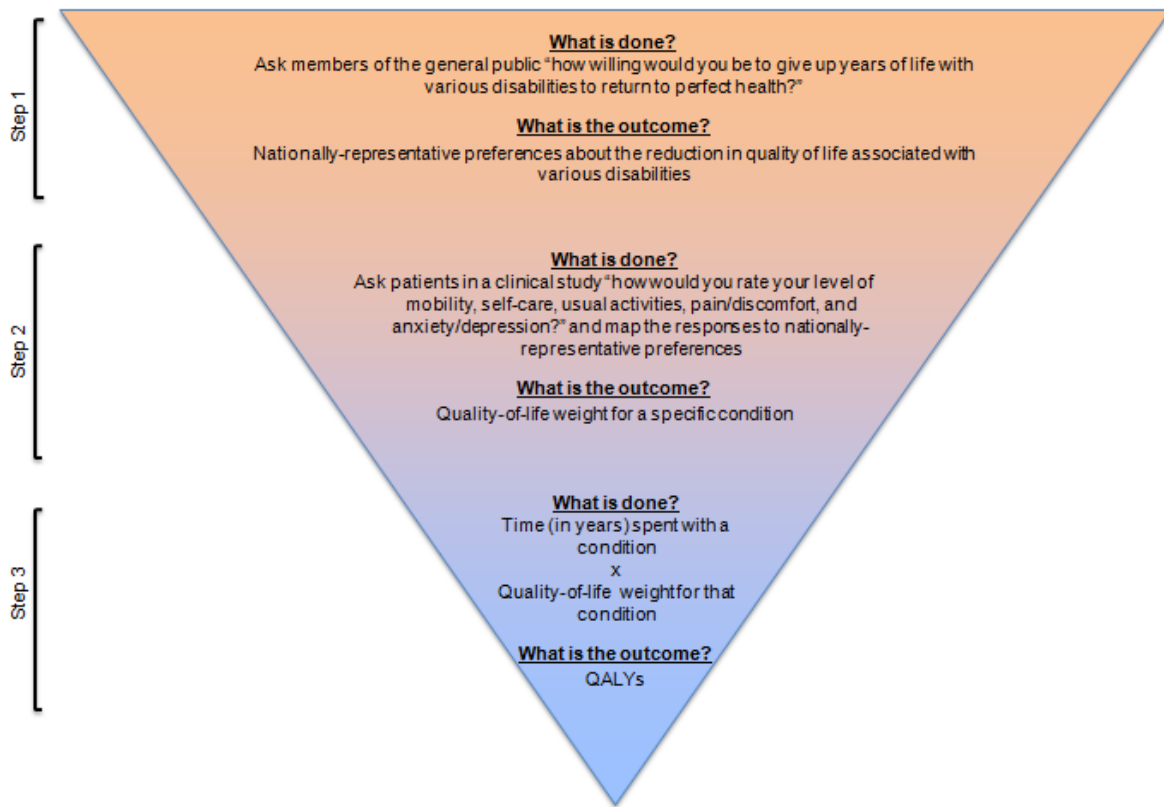 Step 1
What is done?
Ask members of the general public “how willing would you be to give up years of life with
various disabilities to return to perfect health?”
What is the outcome?
Nationally-representative preferences about the reduction in quality of life associated with
various disabilities
Step 2
What is done?
Ask patients in a clinical study “how would you rate your level of
mobility, self-care, usual activities, pain/discomfort, and
anxiety/depression?” and map the responses to nationally-
representative preferences
What is the outcome?
Quality-of-life weight for a specific condition
Step 3
What is done?
Time (in years) spent with a
condition
x
Quality-of-life weight for that
condition
What is the outcome?
QALYs